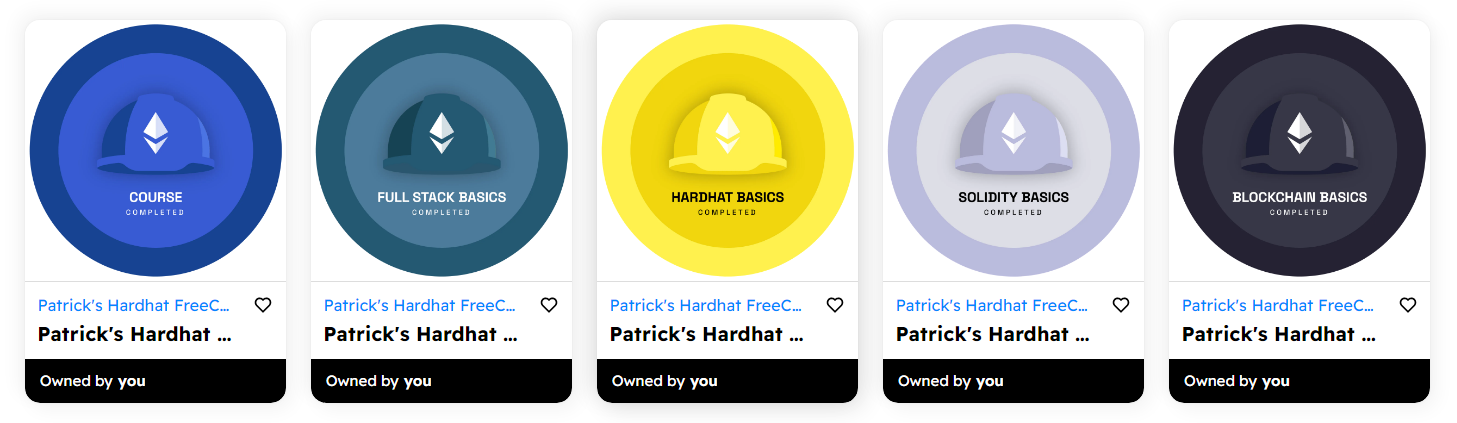 COURSE
COMPLETED
Patrick's Hardhat FreeC...
Patrick's Hardhat ...
Owned by you
FULL STACK BASICS
COMPLETED
Patrick's Hardhat FreeC...
Patrick's Hardhat ...
Owned by you
HARDHAT BASICS
COMPLETED
Patrick's Hardhat FreeC...
Patrick's Hardhat ...
Owned by you
SOLIDITY BASICS
COMPLETED
Patrick's Hardhat FreeC...
Patrick's Hardhat ...
Owned by you
BLOCKCHAIN BASICS
COMPLETED
Patrick's Hardhat FreeC...
Patrick's Hardhat ...
Owned by you